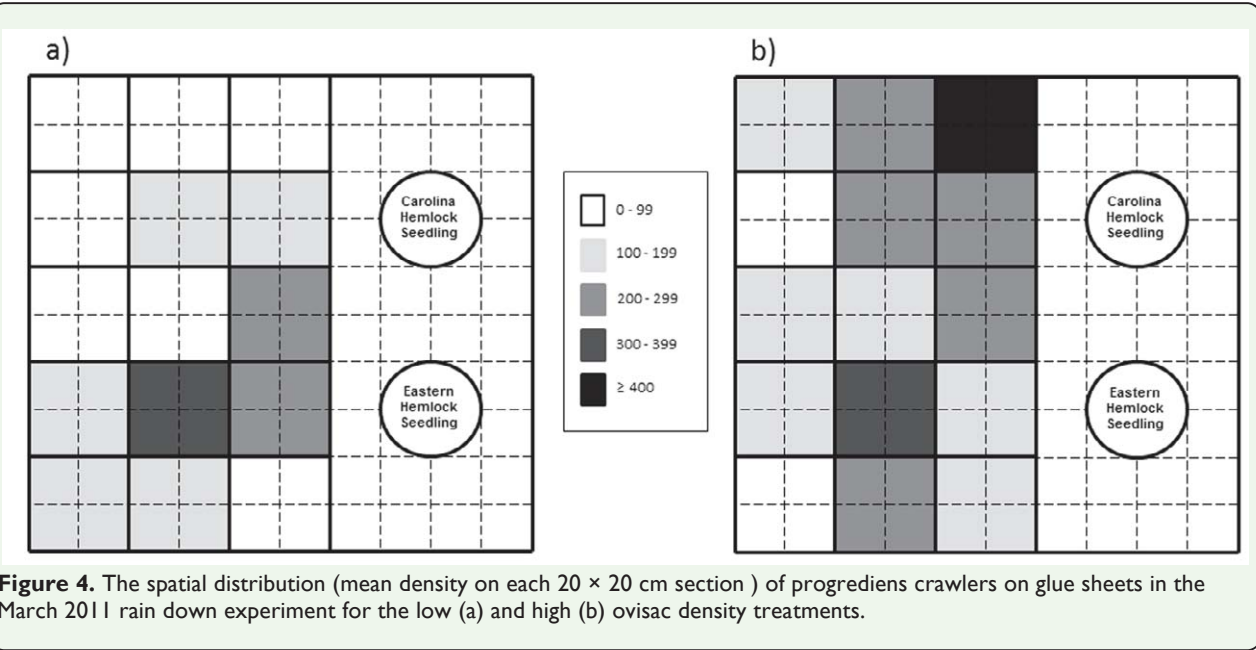 a)
b)
Carolina
Hemlock
Seedling
Eastern
Hemlock
Seedling
0 - 99
100 - 199
200 - 299
300 - 399
≥ 400
Carolina
Hemlock
Seedling
Eastern
Hemlock
Seedling
Figure 4. The spatial distribution (mean density on each 20 × 20 cm section ) of progrediens crawlers on glue sheets in the
March 2011 rain down experiment for the low (a) and high (b) ovisac density treatments.